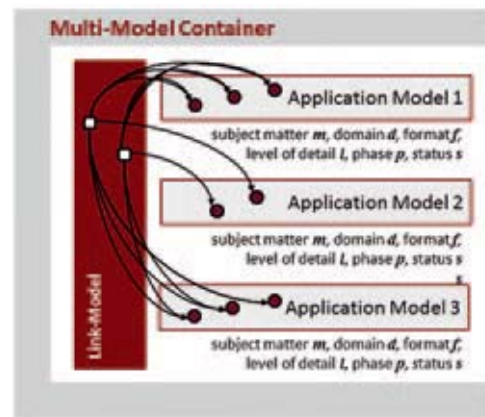 Multi-Model Container
Application Model 1
subject matter m, domain d, format f,
level of detail l, phase p, status s
Application Model 2
subject matter m, domain d, format f,
level of detail l, phase p, status s
s
Application Model 3
subject matter m, domain d, format f,
level of detail l, phase p, status s
Link-Model